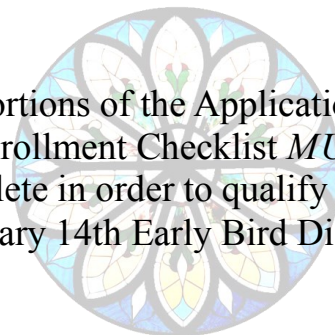 ortions of the Applicatio
rollment Checklist MU
lete in order to qualify
ary 14th Early Bird Di